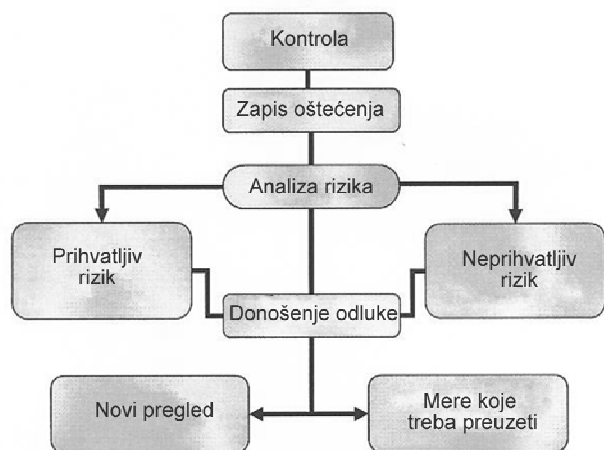 Kontrola
Zapis oštećenja
Analiza rizika
Prihvatljiv
rizik
Neprihvatljiv
rizik
Donošenje odluke
Novi pregled
Mere koje
treba preuzeti